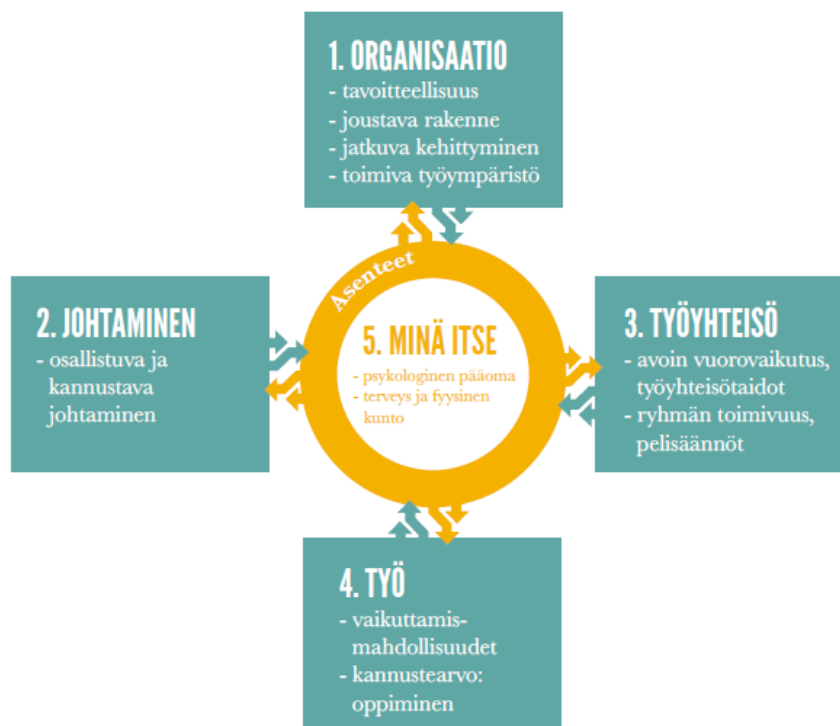 1. ORGANISAATIO
- tavoitteellisuus
- joustava rakenne
- jatkuva kehittyminen
- toimiva työympäristö
Asenteet
2. JOHTAMINEN
- osallistuva ja
kannustava
johtaminen
5. MINÄ ITSE
- psykologinen pääoma
- terveys ja fyysinen
kunto
3. TYÖYHTEISÖ
- avoin vuorovaikutus,
työyhteisötaidot
- ryhmän toimivuus,
pelisäännöt
4. TYÖ
- vaikuttamis-
mahdollisuudet
- kannustearvo:
oppiminen